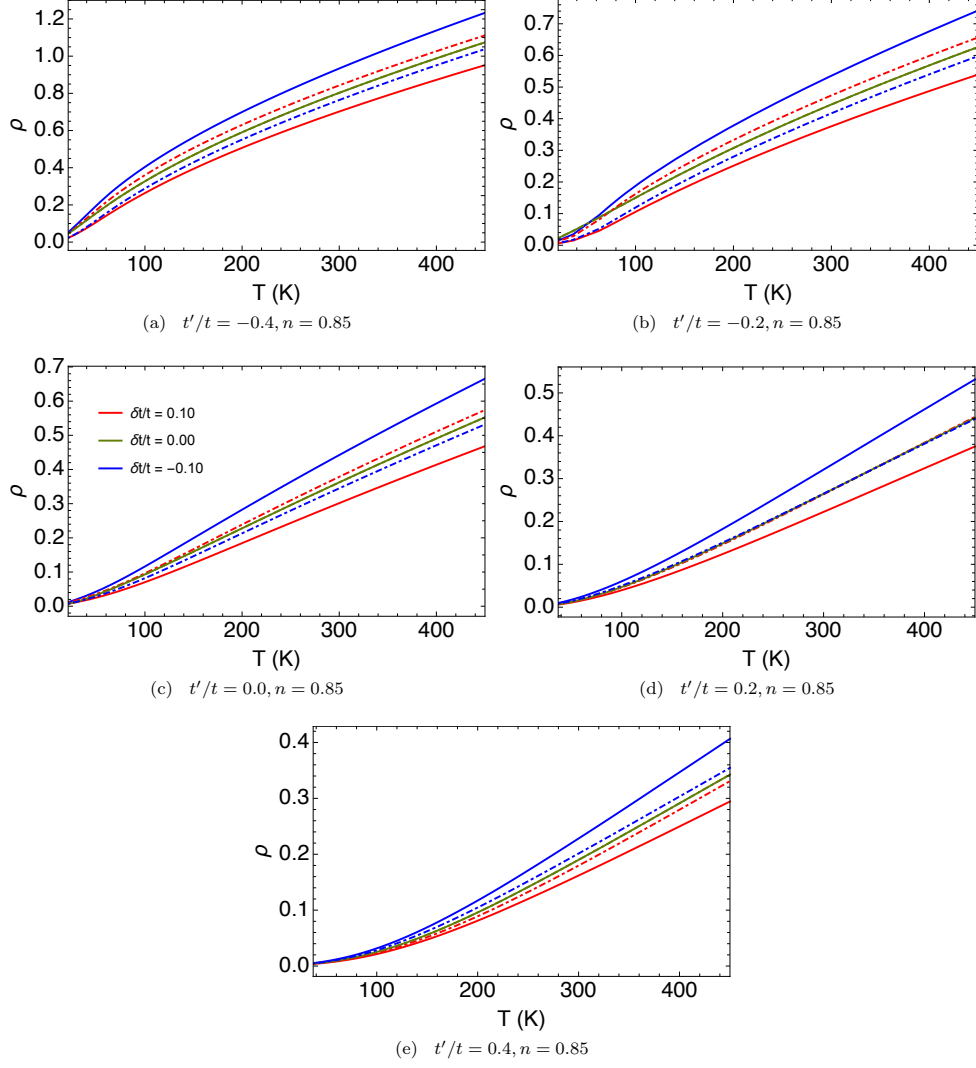 1.2
1.0
0.8
0.6
0.4
0.2
0.0
ρ
100 200 300 400
T (K)
(a) t′/t = −0.4, n = 0.85
0.7
0.6
0.5
0.4
0.3
0.2
0.1
0.0
ρ
100 200 300 400
T (K)
(b) t′/t = −0.2, n = 0.85
0.7
0.6
0.5
0.4
0.3
0.2
0.1
0.0
ρ
δt/t = 0.10
δt/t = 0.00
δt/t = −0.10
100 200 300 400
T (K)
(c) t′/t = 0.0, n = 0.85
0.5
0.4
0.3
0.2
0.1
0.0
ρ
100 200 300 400
T (K)
(d) t′/t = 0.2, n = 0.85
0.4
0.3
0.2
0.1
0.0
ρ
100 200 300 400
T (K)
(e) t′/t = 0.4, n = 0.85